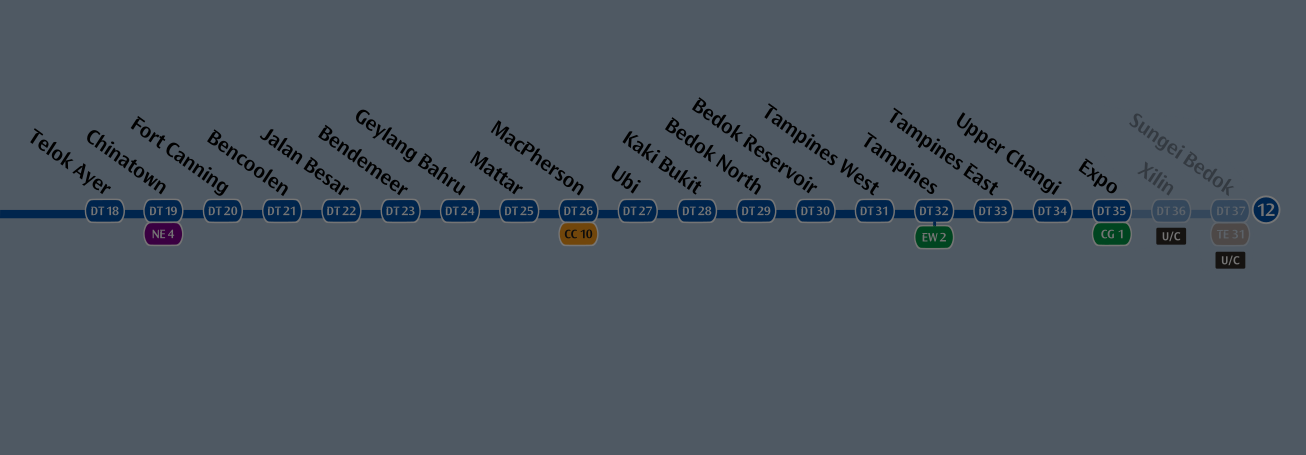 Telok Ayer
Chinatown
Fort Canning
Bencoolen
Jalan Besar
Bendemeer
Geylang Bahru
Mattar
MacPherson
Ubi
Kaki Bukit
Bedok North
Bedok Reservoir
Tampines West
Tampines
Tampines East
Upper Changi
Expo
Xilin
Sungei Bedok
DT 18
DT 19
DT 20
DT 21
DT 22
DT 23
DT 24
DT 25
DT 26
DT 27
DT 28
DT 29
DT 30
DT 31
DT 32
DT 33
DT 34
DT 35
DT 36
DT 37
12
NE 4
CC 10
EW 2
CG 1
U/C
TE 31
U/C